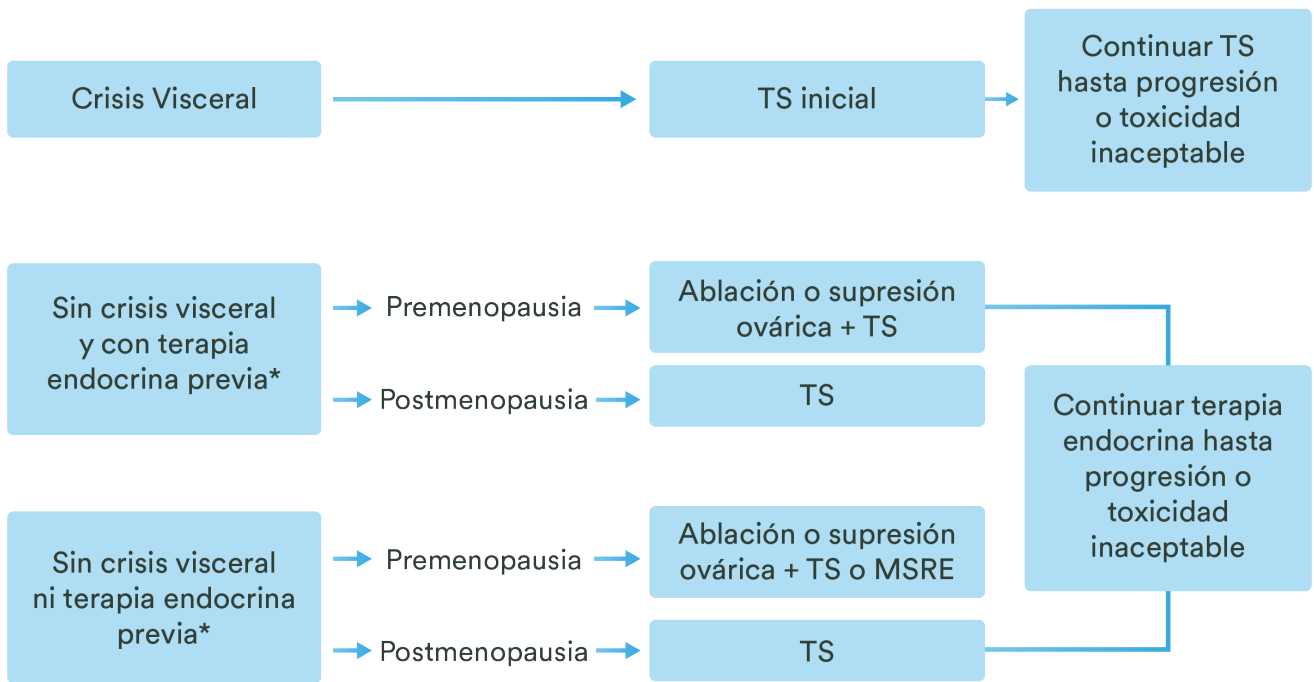 Crisis Visceral
TS inicial
Continuar TS
hasta progresión
o toxicidad
inaceptable
Sin crisis visceral
y con terapia
endocrina previa*
Premenopausia
Ablación o supresión
ovárica + TS
Postmenopausia
TS
Continuar terapia
endocrina hasta
progresión o
toxicidad
inaceptable
Sin crisis visceral
ni terapia endocrina
previa*
Premenopausia
Ablación o supresión
ovárica + TS o MSRE
Postmenopausia
TS